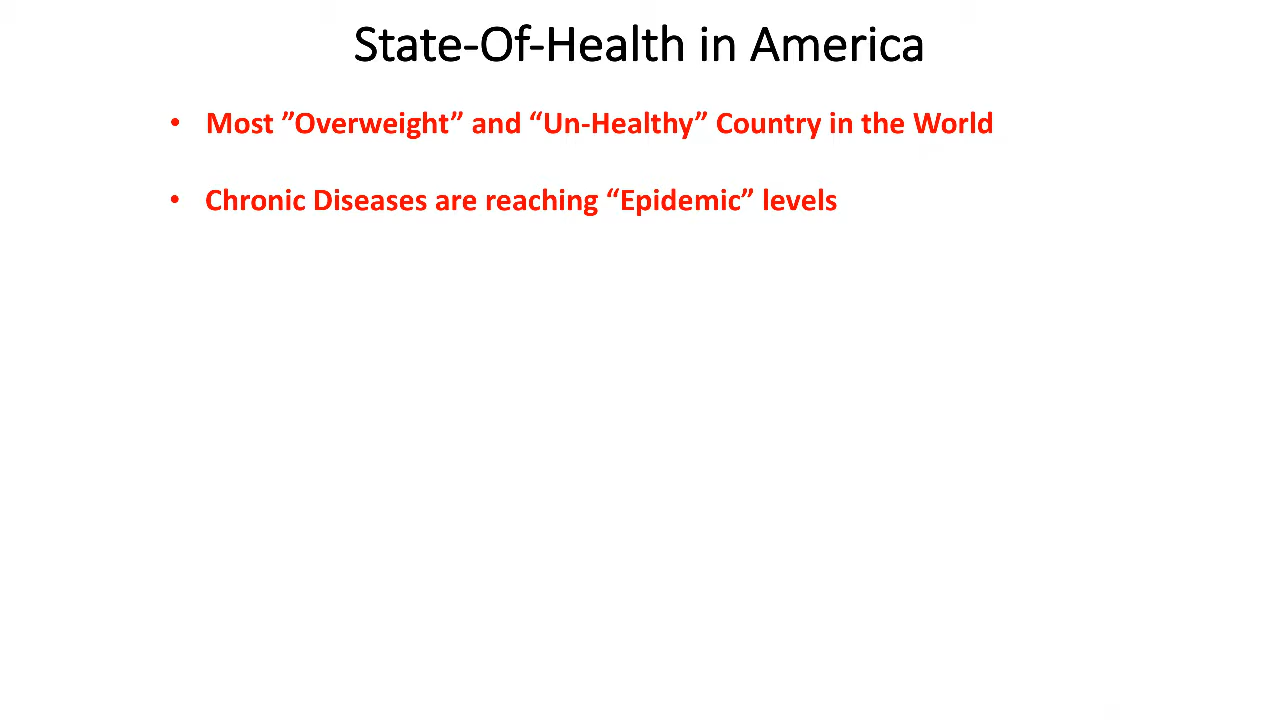 State-Of-Health in America
• Most ”Overweight” and “Un-Healthy” Country in the World
• Chronic Diseases are reaching “Epidemic” levels